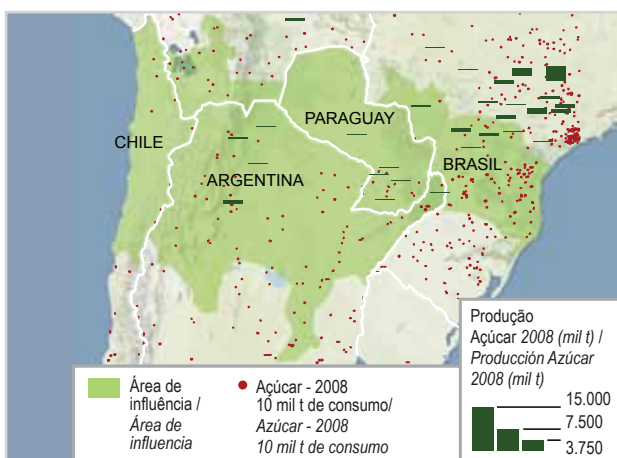 PARAGUAY
CHILE
BRASIL
ARGENTINA
Produção
Açúcar 2008 (mil t) /
Producción Azúcar
2008 (mil t)
15.000
7.500
3.750
Área de
influência /
Área de
influencia
Açúcar - 2008
10 mil t de consumo/
Azúcar - 2008
10 mil t de consumo